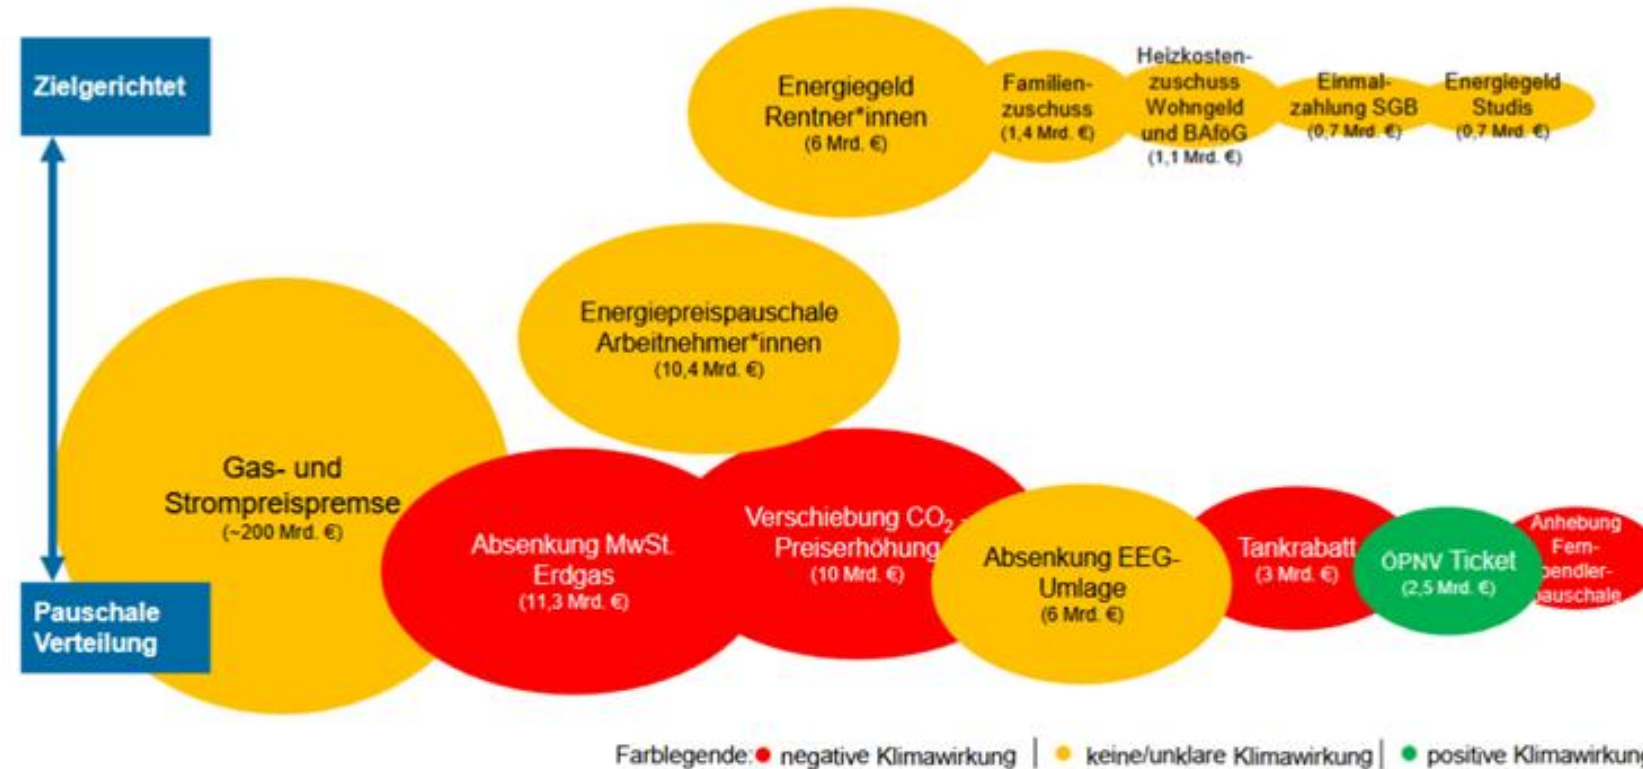 Zielgerichtet
Energiegeld
Rentner*innen
(6 Mrd. €)
Familien-
zuschuss
(1,4 Mrd. €)
Heizkosten-
zuschuss
Wohngeld
und BAföG
(1,1 Mrd. €)
Einmal-
zahlung SGB
(0,7 Mrd. €)
Energiegeld
Studis
(0,7 Mrd. €)
Energiepreispauschale
Arbeitnehmer*innen
(10,4 Mrd. €)
Gas- und
Strompreispremse
(~200 Mrd. €)
Absenkung MwSt.
Erdgas
(11,3 Mrd. €)
Verschiebung CO₂ -
Preiserhöhung
(10 Mrd. €)
Absenkung EEG-
Umlage
(6 Mrd. €)
Tankrabatt
(3 Mrd. €)
ÖPNV Ticket
(2,5 Mrd. €)
Anhebung
Fern-
pendler-
pauschale
Pauschale
Verteilung
Farblegende: negative Klimawirkung | keine/unklare Klimawirkung | positive Klimawirkung